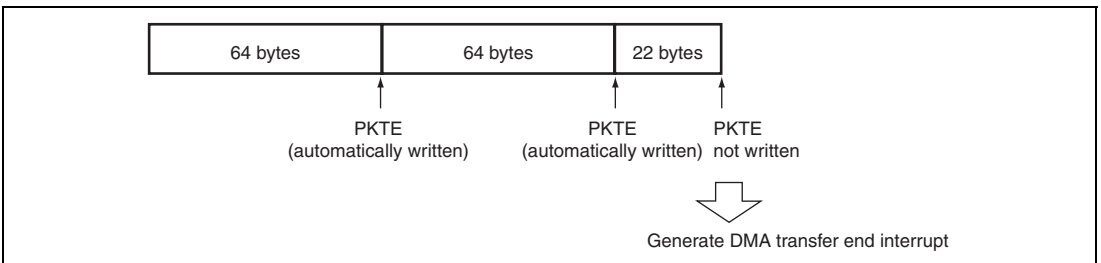 64 bytes 64 bytes 22 bytes
PKTE PKTE PKTE
(automatically written) (automatically written) not written
Generate DMA transfer end interrupt